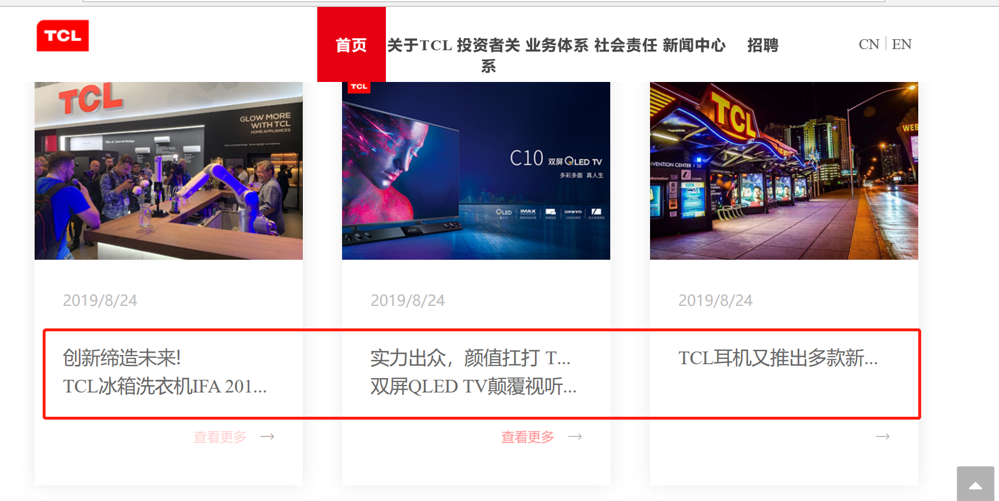 TCL
首页 关于TCL 投资者关系 业务体系 社会责任 新闻中心 招聘
CN | EN
TCL
GLOW MORE
WITH TCL
HOME APPLIANCES
TCL
C10 双屏 QLED TV
多彩多面 真人生
QLED
IMAX
ONKYO
TCL
WES
NVENTION CENTER
nformation
tickets
SDX
2019/8/24
2019/8/24
2019/8/24
创新缔造未来!
TCL冰箱洗衣机IFA 201...
实力出众，颜值扛打 T...
双屏QLED TV颠覆视听...
TCL耳机又推出多款新...
查看更多 →
查看更多 →
→